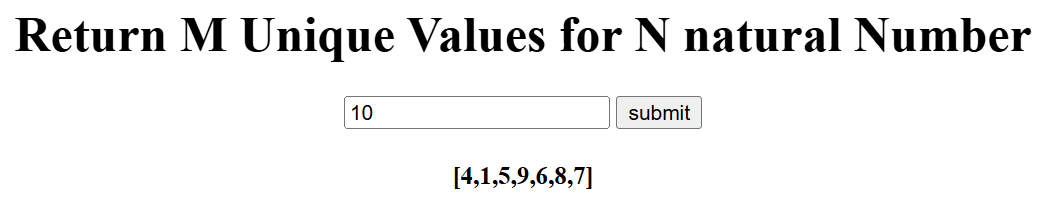 Return M Unique Values for N natural Number
10 submit
[4,1,5,9,6,8,7]